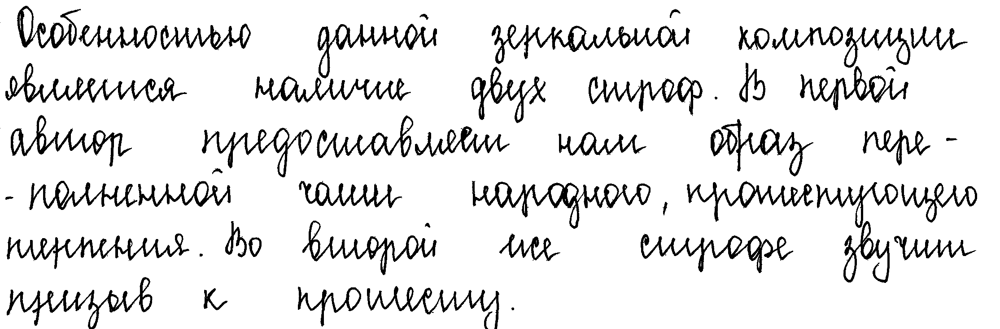 Особенностью данной зеркальной композиции
является наличие двух строф. В первой
автор предоставляет нам образ пере-
-полненной чаши народного, протестующего
терпения. Во второй же строфе звучит
призыв к протесту.